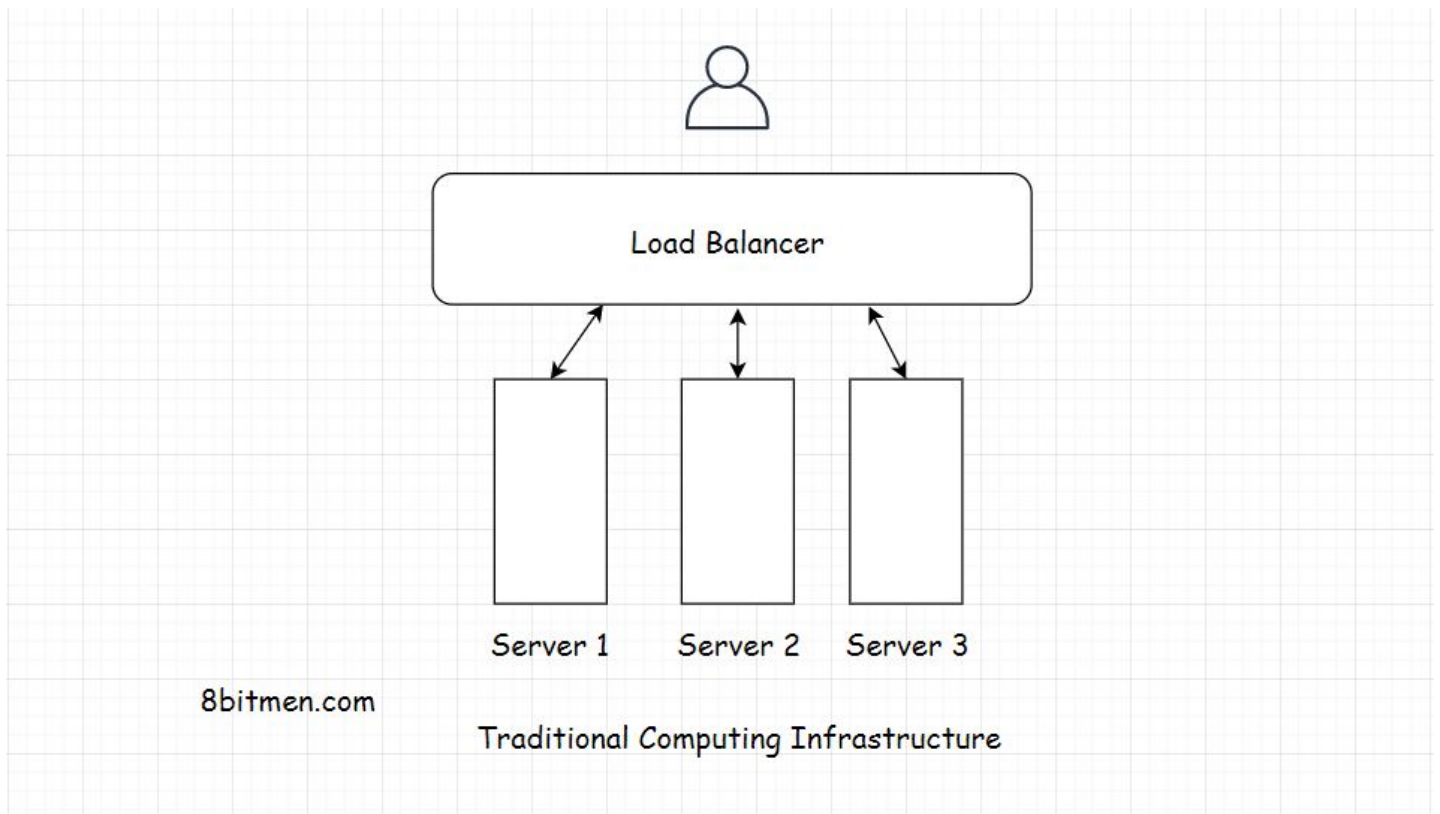 Load Balancer
Server 1 Server 2 Server 3
8bitmen.com
Traditional Computing Infrastructure